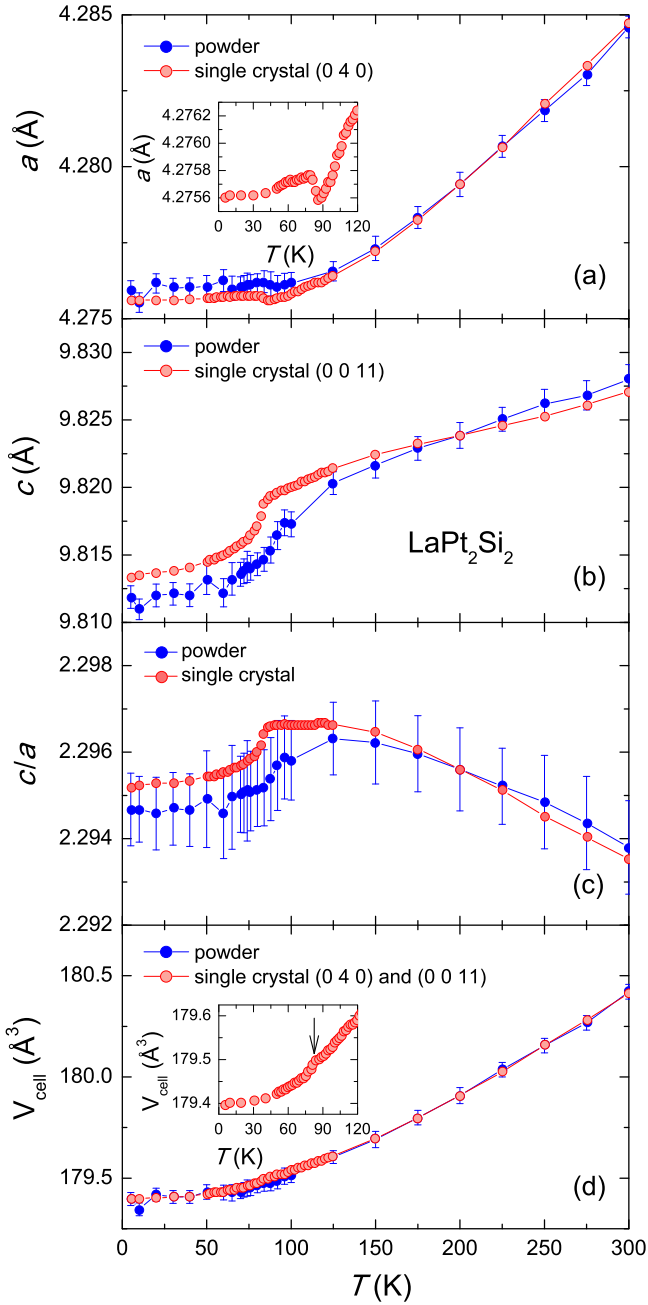 4.285
powder
single crystal (0 4 0)
4.2762
4.2760
4.2758
4.2756
a (Å)
0 60 120
T (K)
4.280
a (Å)
(a)
4.275
9.830
powder
single crystal (0 0 11)
9.825
9.820
c (Å)
LaPt₂Si₂
9.815
(b)
9.810
2.298
powder
single crystal
2.296
c/a
2.294
(c)
2.292
powder
single crystal (0 4 0) and (0 0 11)
180.5
179.6
179.5
179.4
V_cell (Å³)
0 30 60 90 120
T (K)
180.0
V_cell (Å³)
179.5
(d)
0 50 100 150 200 250 300
T (K)